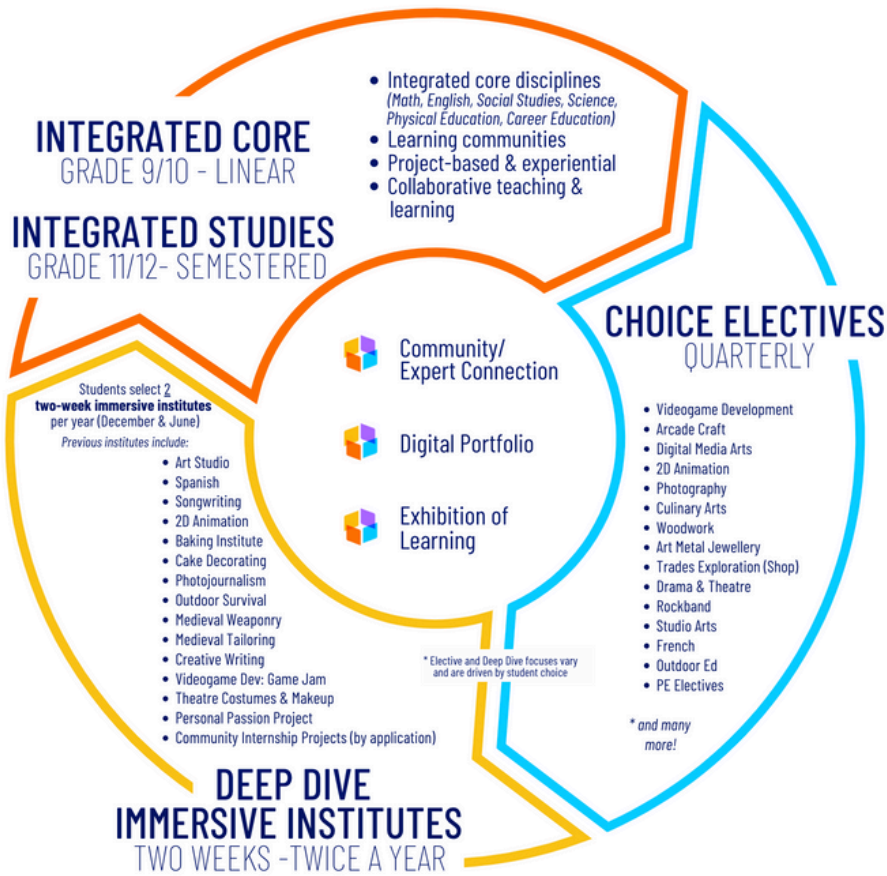 INTEGRATED CORE
GRADE 9/10 - LINEAR
INTEGRATED STUDIES
GRADE 11/12- SEMESTERED
• Integrated core disciplines
(Math, English, Social Studies, Science,
Physical Education, Career Education)
• Learning communities
• Project-based & experiential
• Collaborative teaching &
learning
CHOICE ELECTIVES
QUARTERLY
• Videogame Development
• Arcade Craft
• Digital Media Arts
• 2D Animation
• Photography
• Culinary Arts
• Woodwork
• Art Metal Jewellery
• Trades Exploration (Shop)
• Drama & Theatre
• Rockband
• Studio Arts
• French
• Outdoor Ed
• PE Electives
* and many
more!
Community/
Expert Connection
Digital Portfolio
Exhibition of
Learning
Students select 2
two-week immersive institutes
per year (December & June)
Previous institutes include:
• Art Studio
• Spanish
• Songwriting
• 2D Animation
• Baking Institute
• Cake Decorating
• Photojournalism
• Outdoor Survival
• Medieval Weaponry
• Medieval Tailoring
• Creative Writing
• Videogame Dev: Game Jam
• Theatre Costumes & Makeup
• Personal Passion Project
• Community Internship Projects (by application)
* Elective and Deep Dive focuses vary
and are driven by student choice
DEEP DIVE
IMMERSIVE INSTITUTES
TWO WEEKS -TWICE A YEAR